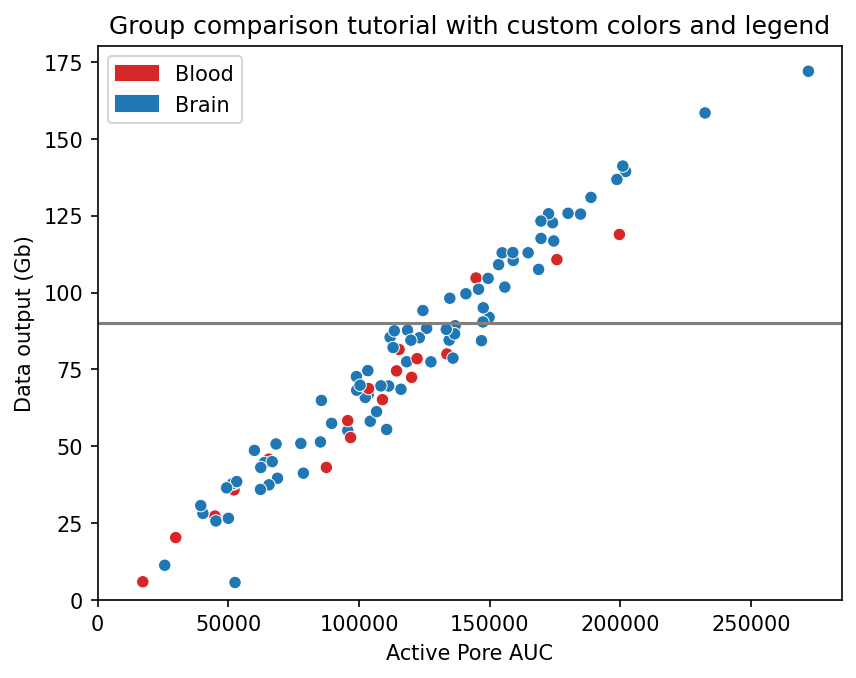 Group comparison tutorial with custom colors and legend
Blood
Brain
175
150
125
100
75
50
25
0
Data output (Gb)
0 50000 100000 150000 200000 250000
Active Pore AUC